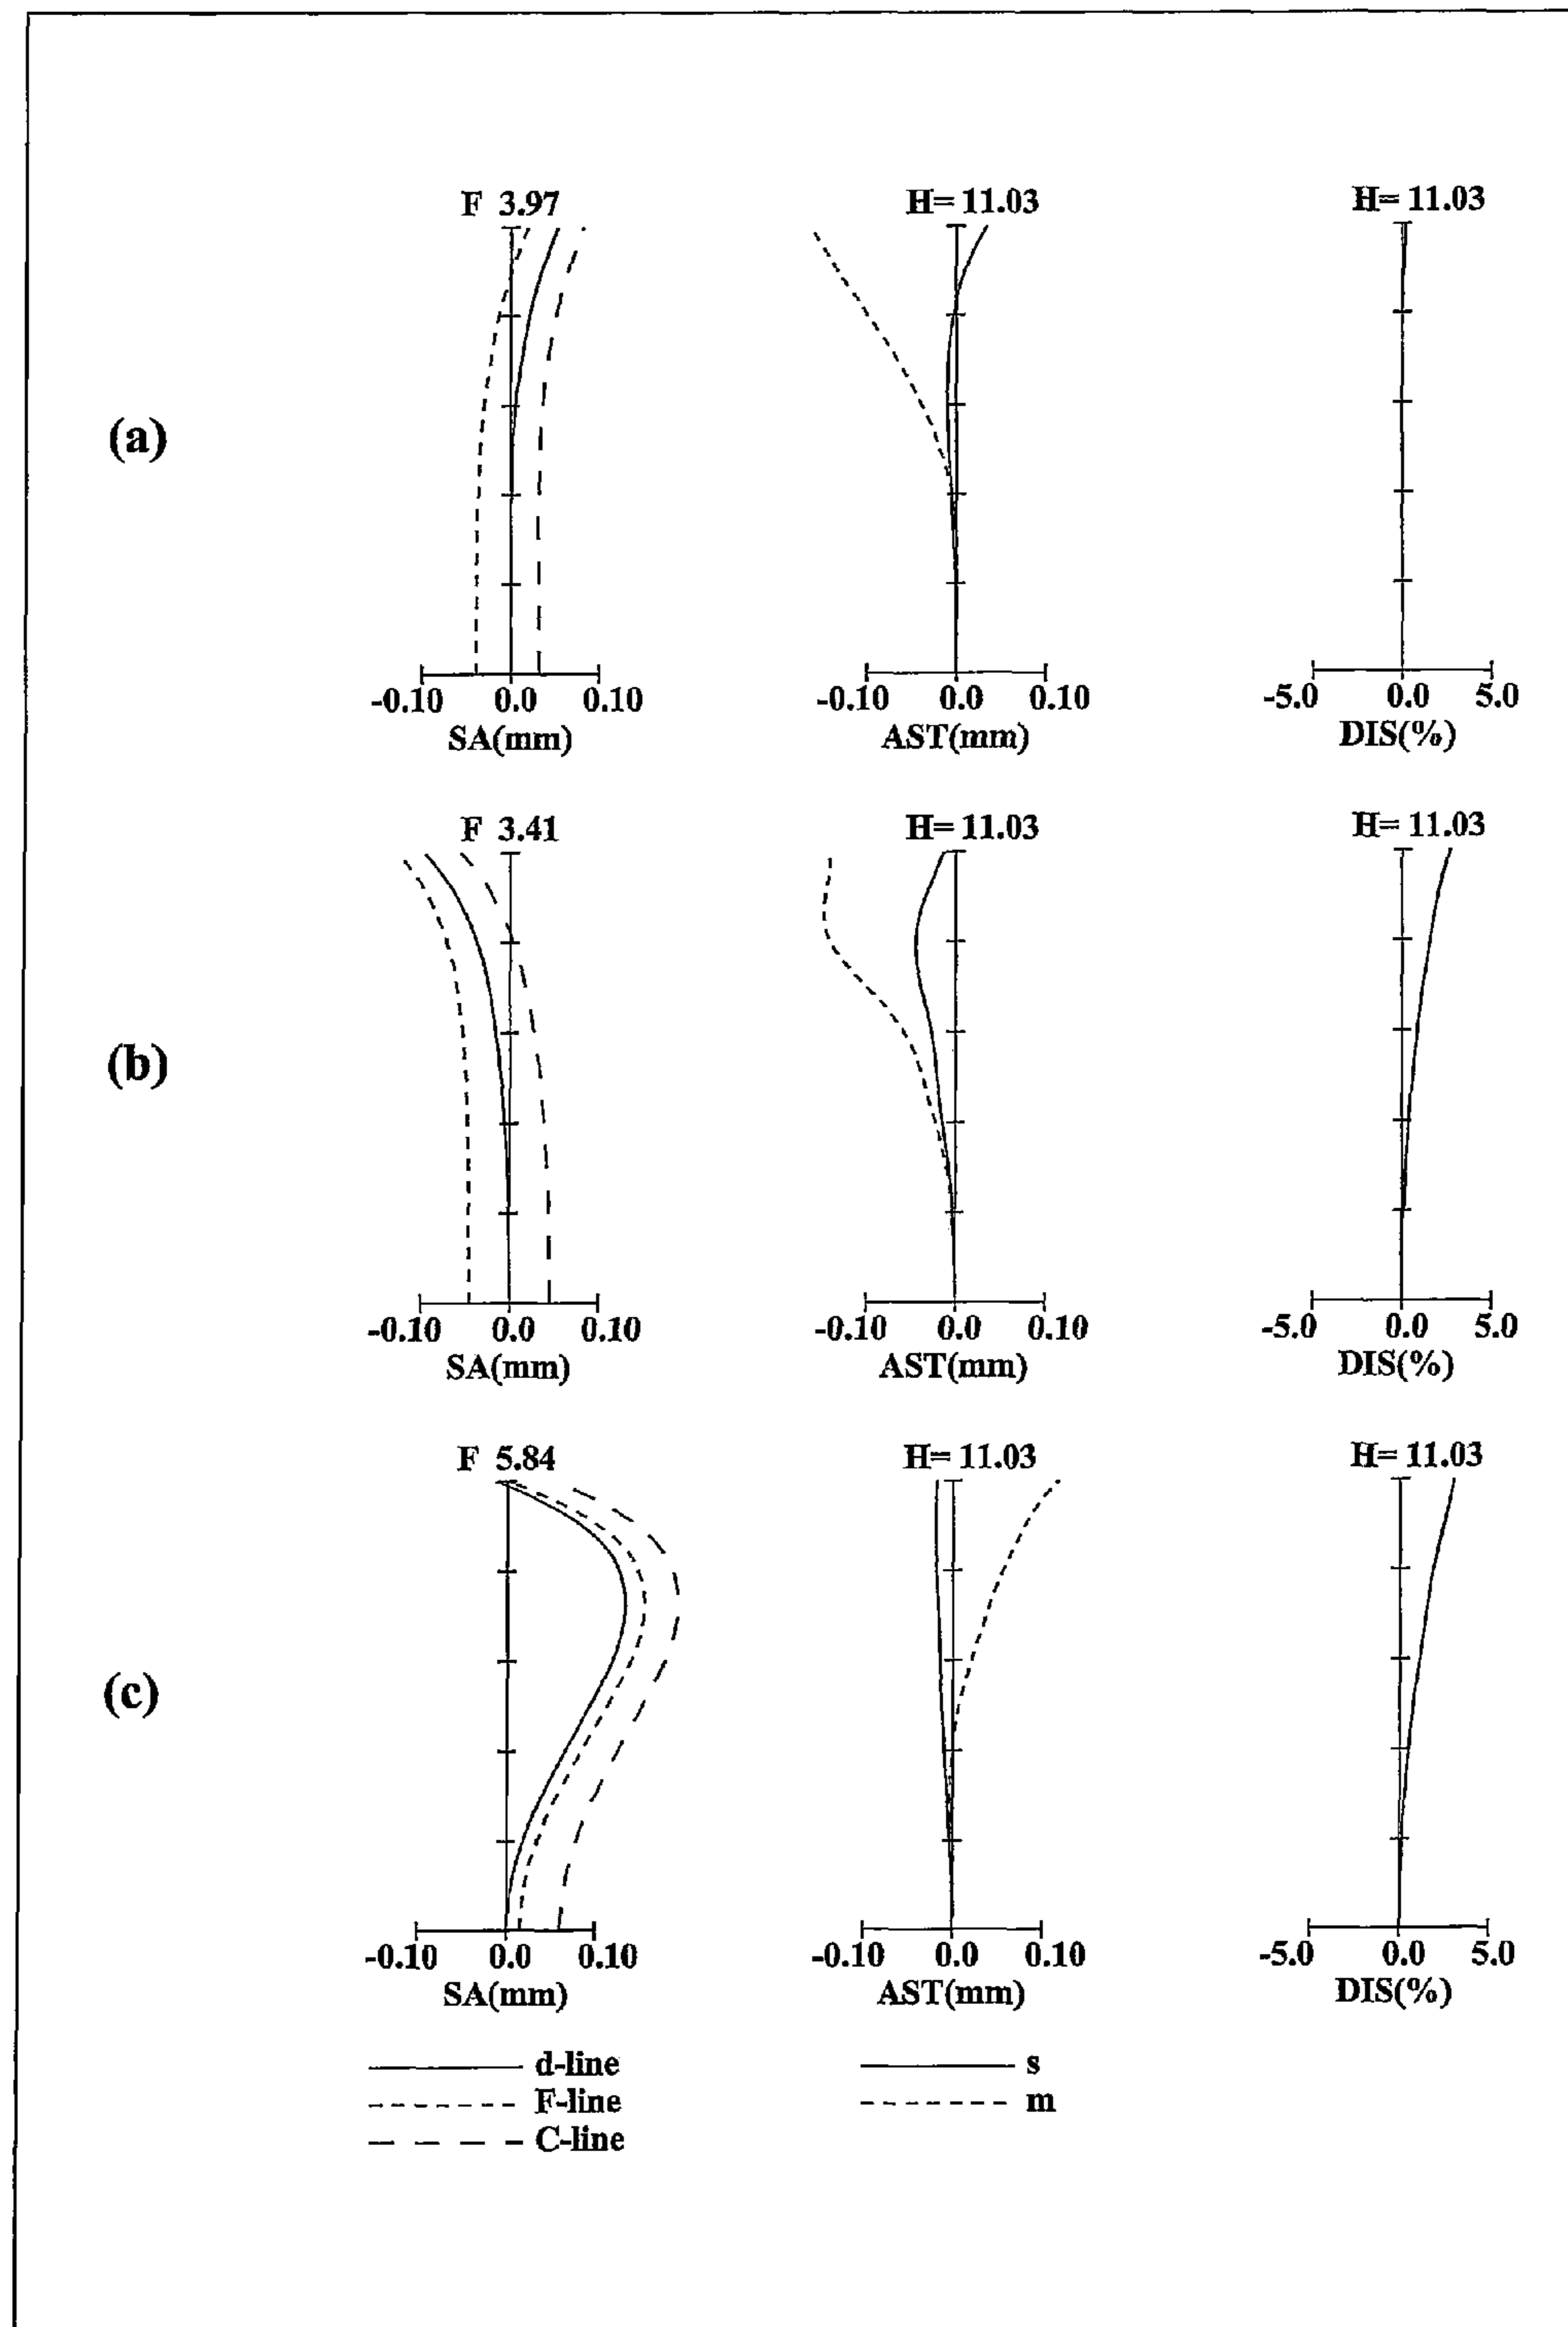 F 3.97 H= 11.03 H= 11.03
(a)
-0.10 0.0 0.10 -0.10 0.0 0.10 -5.0 0.0 5.0
SA(mm) AST(mm) DIS(%)
F 3.41 H= 11.03 H= 11.03
(b)
-0.10 0.0 0.10 -0.10 0.0 0.10 -5.0 0.0 5.0
SA(mm) AST(mm) DIS(%)
F 5.84 H= 11.03 H= 11.03
(c)
-0.10 0.0 0.10 -0.10 0.0 0.10 -5.0 0.0 5.0
SA(mm) AST(mm) DIS(%)
d-line s
F-line m
C-line